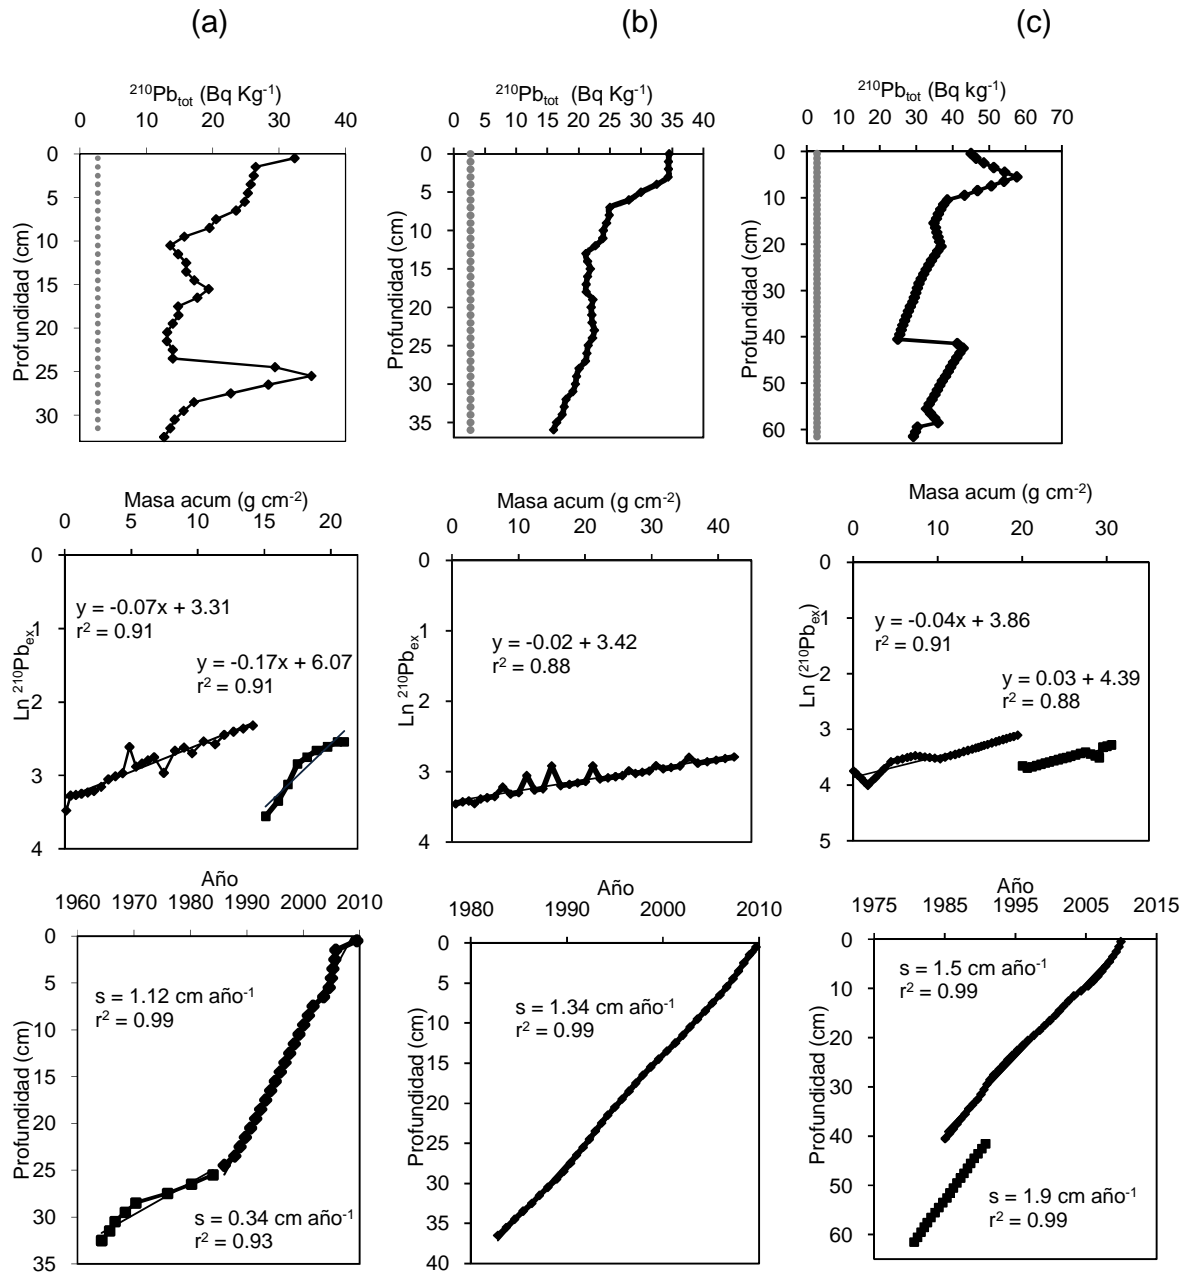 (a)
(b)
(c)
210Pbtot (Bq Kg-1)
0 10 20 30 40
Profundidad (cm)
0
5
10
15
20
25
30
210Pbtot (Bq Kg-1)
0 5 10 15 20 25 30 35 40
Profundidad (cm)
0
5
10
15
20
25
30
35
210Pbtot (Bq kg-1)
0 10 20 30 40 50 60 70
Profundidad (cm)
0
10
20
30
40
50
60
Masa acum (g cm-2)
0 5 10 15 20
Ln 210Pbex
0
1
2
3
4
y = -0.07x + 3.31
r2 = 0.91
y = -0.17x + 6.07
r2 = 0.91
Masa acum (g cm-2)
0 10 20 30 40
Ln 210Pbex
0
1
2
3
4
y = -0.02 + 3.42
r2 = 0.88
Masa acum (g cm-2)
0 10 20 30
Ln (210Pbex)
0
1
2
3
4
5
y = -0.04x + 3.86
r2 = 0.91
y = 0.03 + 4.39
r2 = 0.88
Año
1960 1970 1980 1990 2000 2010
Profundidad (cm)
0
5
10
15
20
25
30
35
s = 1.12 cm año-1
r2 = 0.99
s = 0.34 cm año-1
r2 = 0.93
Año
1980 1990 2000 2010
Profundidad (cm)
0
5
10
15
20
25
30
35
40
s = 1.34 cm año-1
r2 = 0.99
Año
1975 1985 1995 2005 2015
Profundidad (cm)
0
10
20
30
40
50
60
s = 1.5 cm año-1
r2 = 0.99
s = 1.9 cm año-1
r2 = 0.99